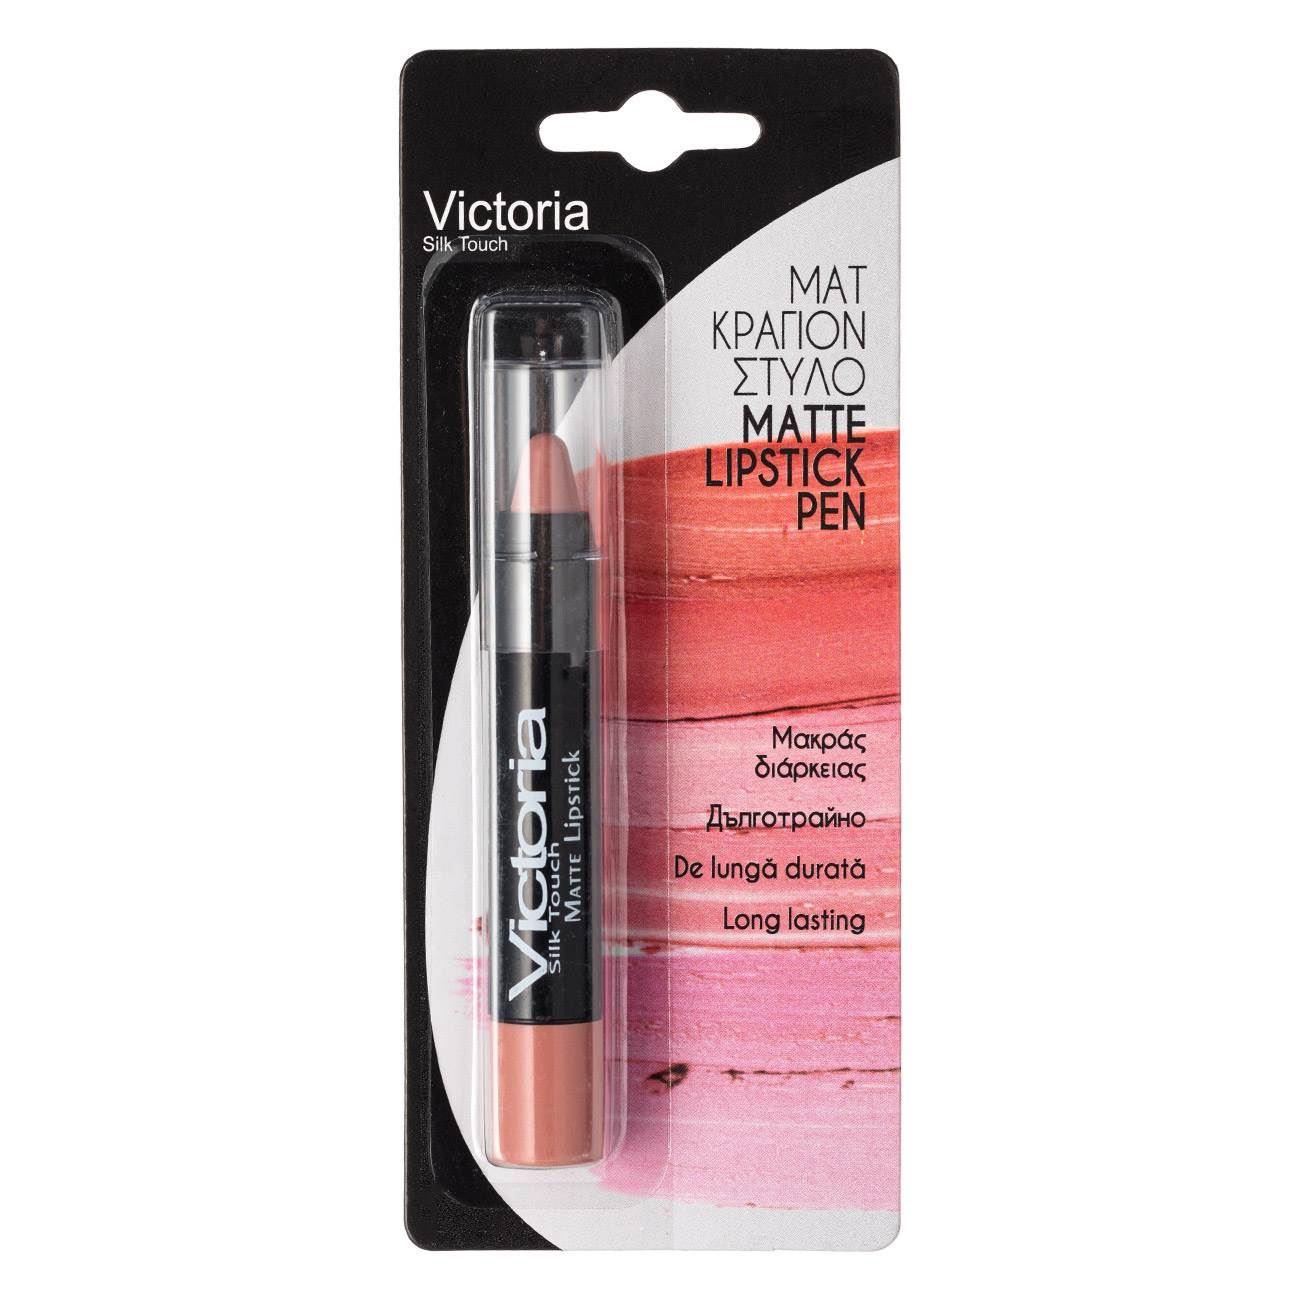 Victoria
Silk Touch
ΜΑΤ
ΚΡΑΓΙΟΝ
ΣΤΥΛΟ
MATTE
LIPSTICK
PEN
Μακράς
διάρκειας
Дълготрайно
De lungă durată
Long lasting
Victoria
Silk Touch
MATTE LIPSTICK